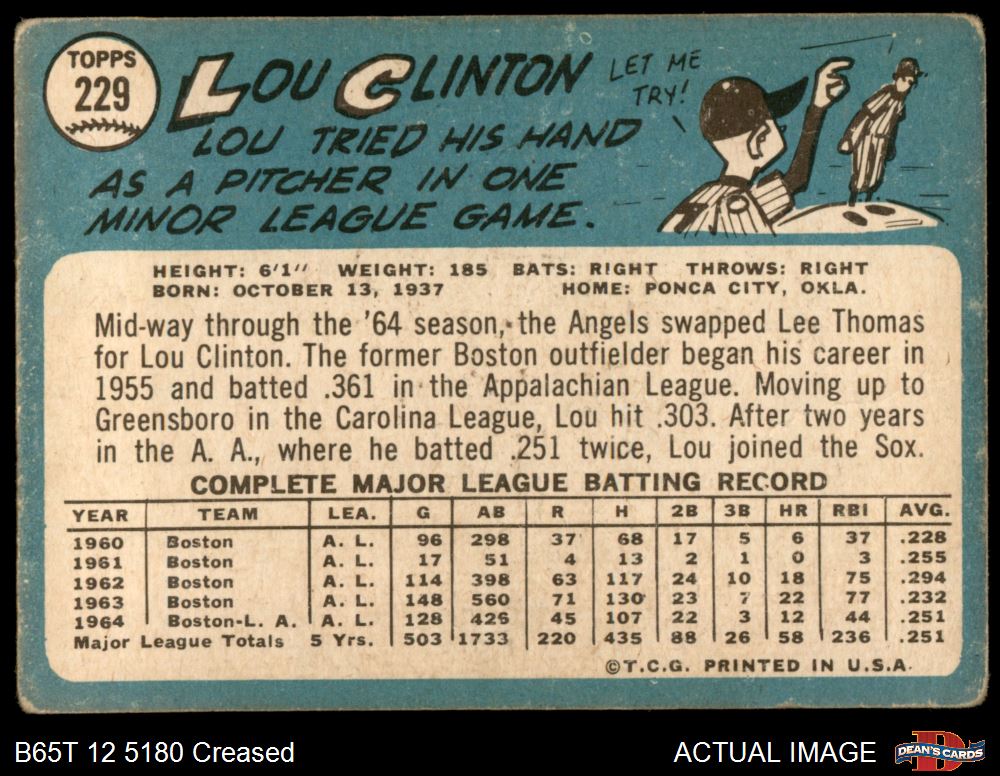 TOPPS
229
LOU CLINTON
LET ME
TRY!
LOU TRIED HIS HAND
AS A PITCHER IN ONE
MINOR LEAGUE GAME.
HEIGHT: 6'1" WEIGHT: 185 BATS: RIGHT THROWS: RIGHT
BORN: OCTOBER 13, 1937 HOME: PONCA CITY, OKLA.
Mid-way through the '64 season, the Angels swapped Lee Thomas
for Lou Clinton. The former Boston outfielder began his career in
1955 and batted .361 in the Appalachian League. Moving up to
Greensboro in the Carolina League, Lou hit .303. After two years
in the A. A., where he batted .251 twice, Lou joined the Sox.
COMPLETE MAJOR LEAGUE BATTING RECORD
YEAR TEAM LEA. G AB R H 2B 3B HR RBI AVG.
1960 Boston A. L. 96 298 37 68 17 5 6 37 .228
1961 Boston A. L. 17 51 4 13 2 1 0 3 .255
1962 Boston A. L. 114 398 63 117 24 10 18 75 .294
1963 Boston A. L. 148 560 71 130 23 7 22 77 .232
1964 Boston-L. A. A. L. 128 426 45 107 22 3 12 44 .251
Major League Totals 5 Yrs. 503 1733 220 435 88 26 58 236 .251
©T.C.G. PRINTED IN U.S.A.
B65T 12 5180 Creased
ACTUAL IMAGE
DEAN'S CARDS